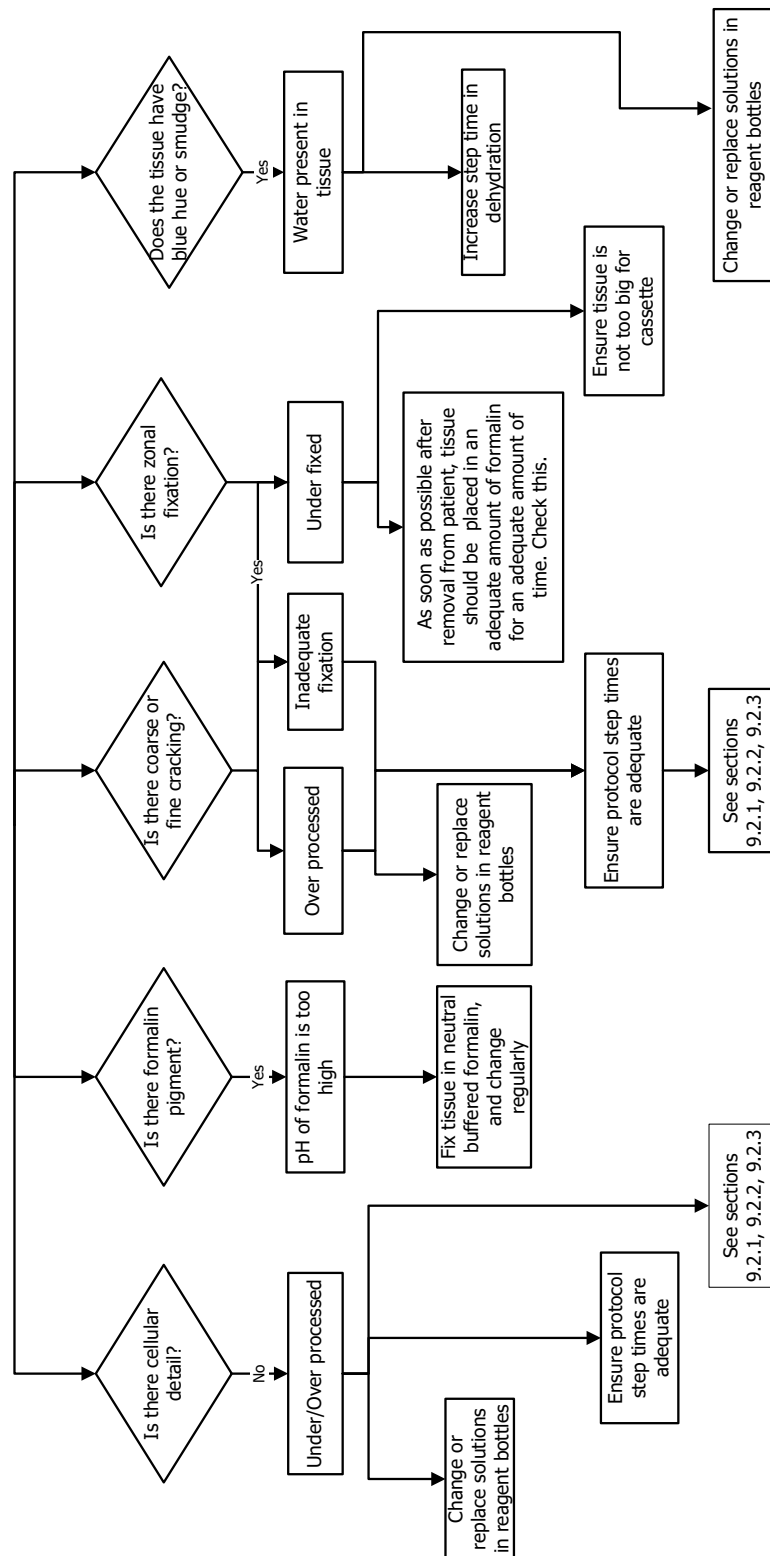 Is there cellular
detail?
No
Under/Over processed
Change or
replace solutions
in reagent bottles
Ensure protocol
step times are
adequate
See sections
9.2.1, 9.2.2, 9.2.3
Is there formalin
pigment?
Yes
pH of formalin is too
high
Fix tissue in neutral
buffered formalin,
and change
regularly
Is there coarse or
fine cracking?
Over processed
Inadequate
fixation
Change or replace
solutions in reagent
bottles
Ensure protocol step times
are adequate
See sections
9.2.1, 9.2.2, 9.2.3
Is there zonal
fixation?
Yes
Under fixed
As soon as possible after
removal from patient, tissue
should be placed in an
adequate amount of formalin
for an adequate amount of
time. Check this.
Ensure tissue is
not too big for
cassette
Does the tissue have
blue hue or smudge?
Yes
Water present in
tissue
Increase step time in
dehydration
Change or replace solutions in
reagent bottles